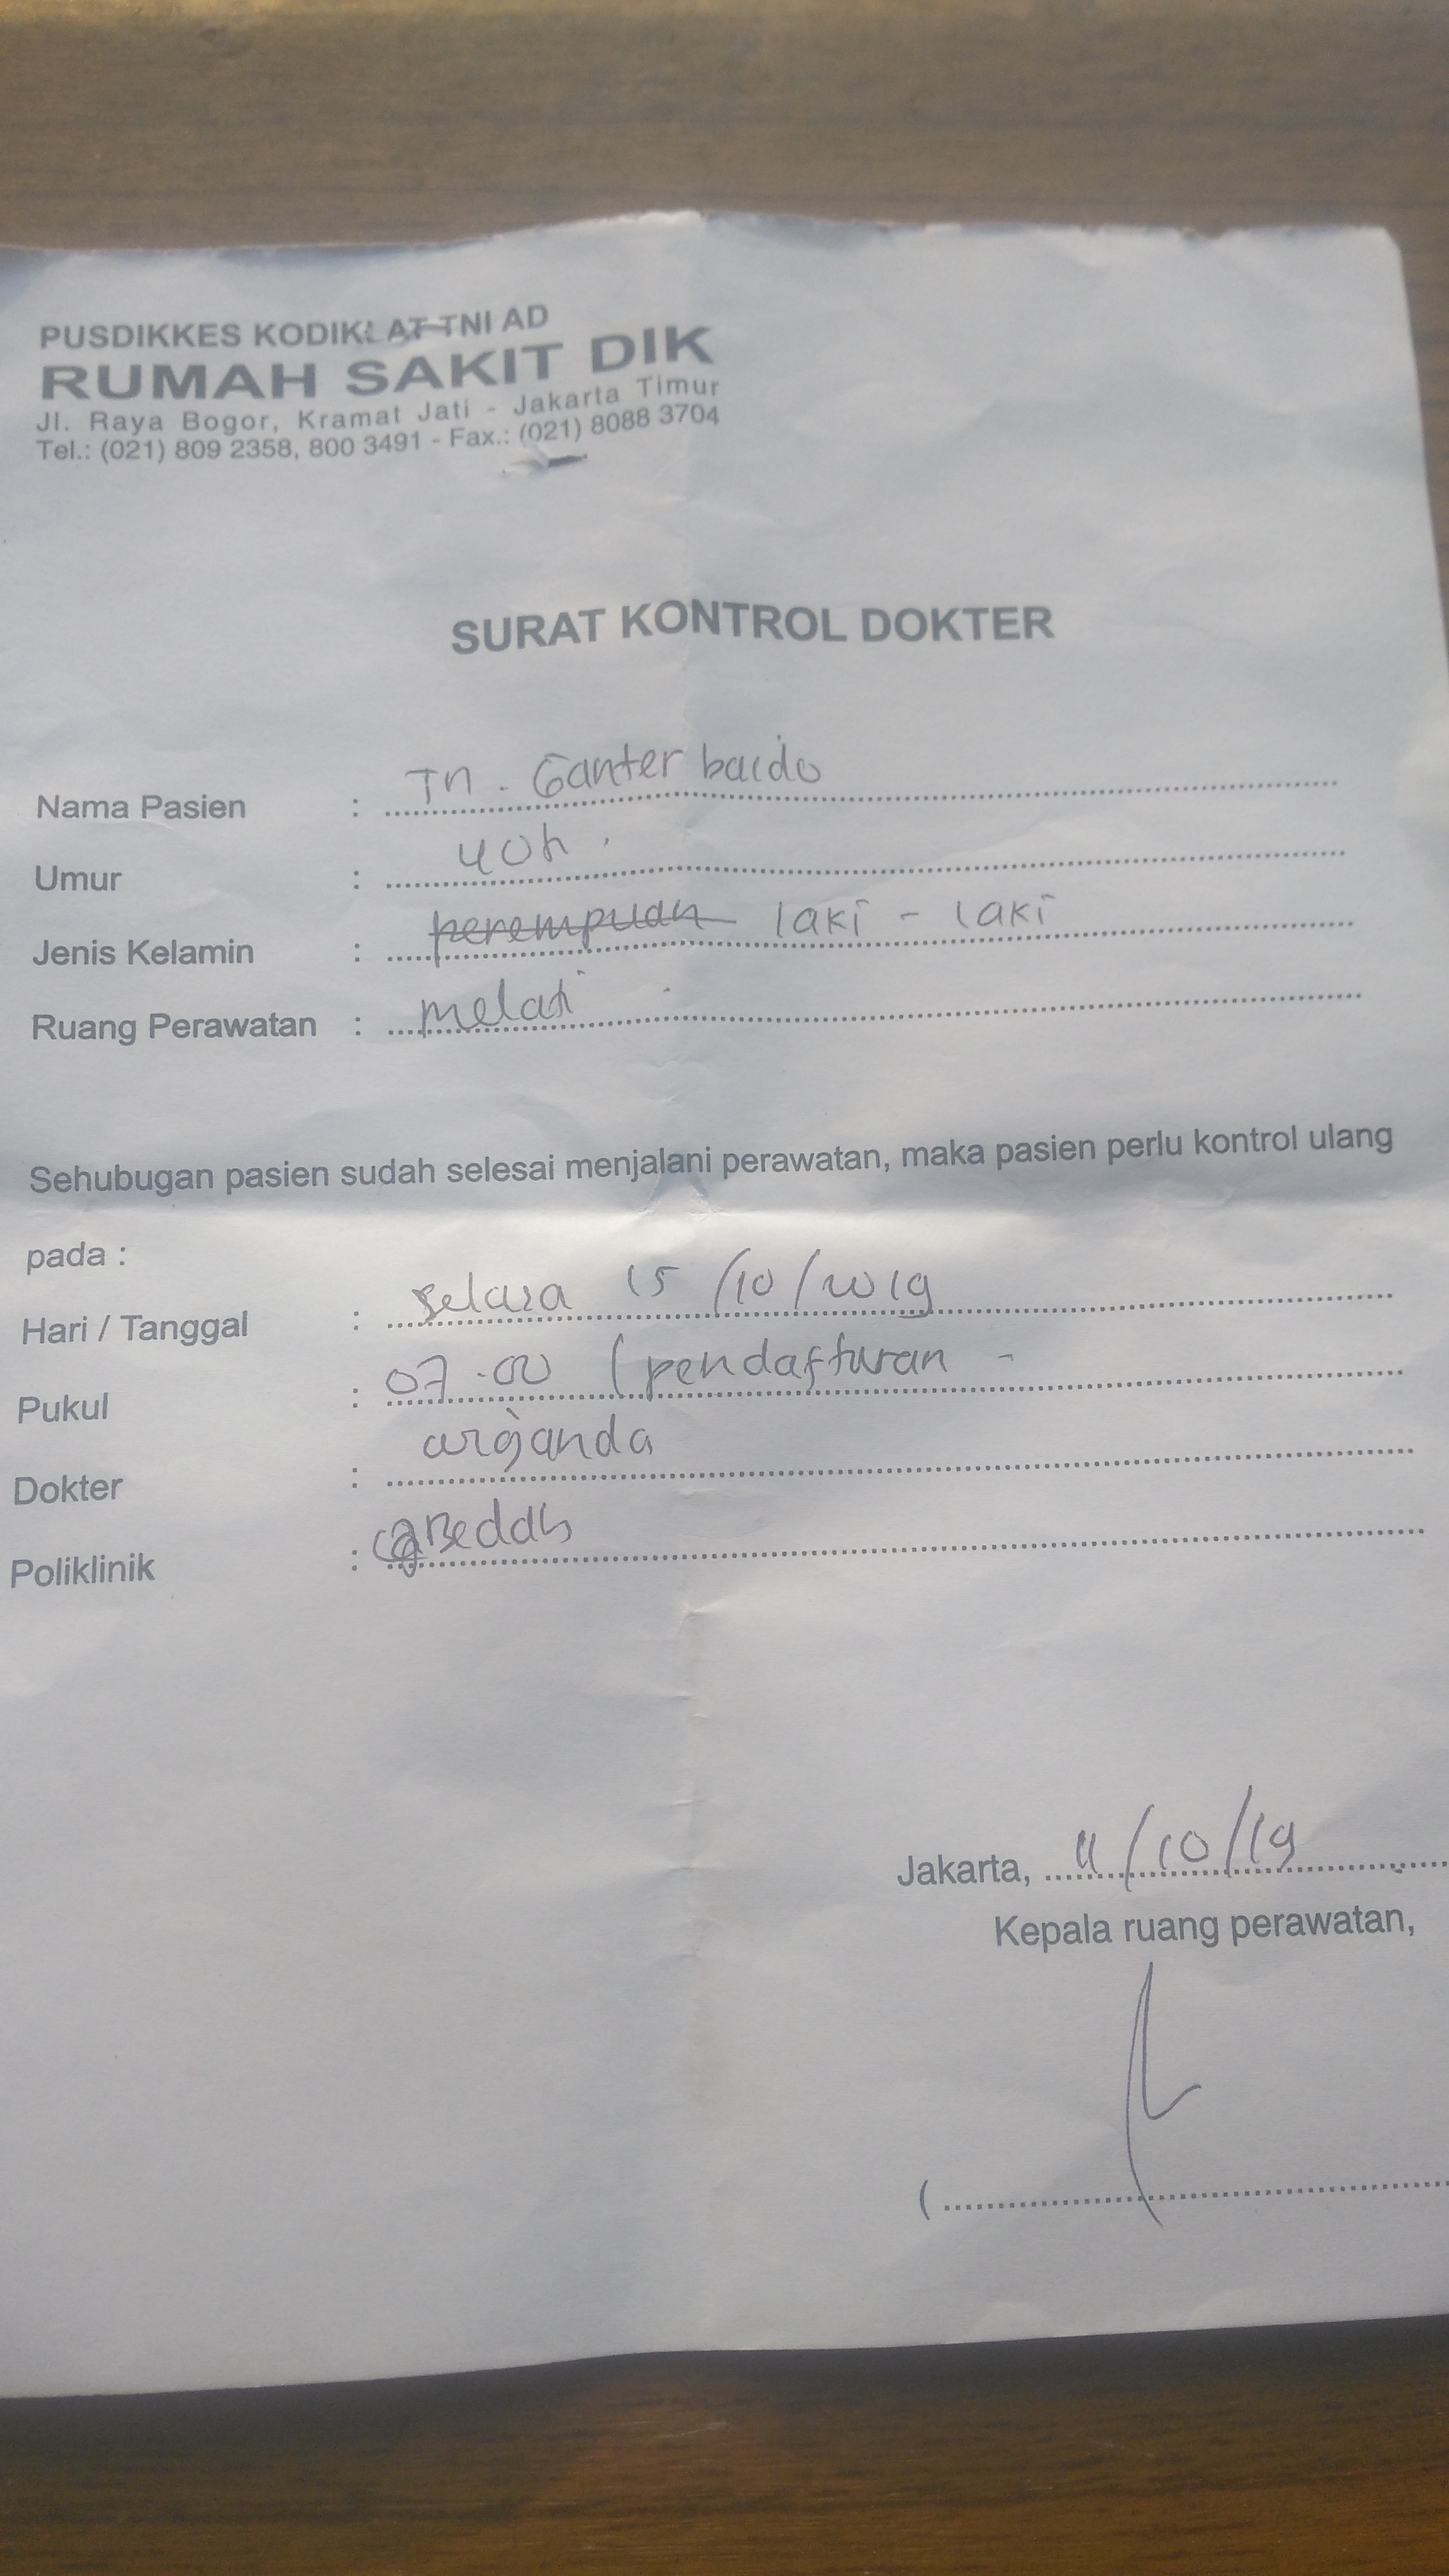 PUSDIKKES KODIKLAT TNI AD
RUMAH SAKIT DIK
Jl. Raya Bogor, Kramat Jati - Jakarta Timur
Tel.: (021) 809 2358, 800 3491 - Fax.: (021) 8088 3704
SURAT KONTROL DOKTER
Nama Pasien : Tn. Ganter
Umur :
Jenis Kelamin : perempuan laki - laki
Ruang Perawatan : melati
Sehubugan pasien sudah selesai menjalani perawatan, maka pasien perlu kontrol ulang
pada :
Hari / Tanggal : selasa 15/10/2019
Pukul : 07.00 (pendaftaran -
Dokter : arganda
Poliklinik : Bedah
Jakarta, 11/10/19
Kepala ruang perawatan,
(